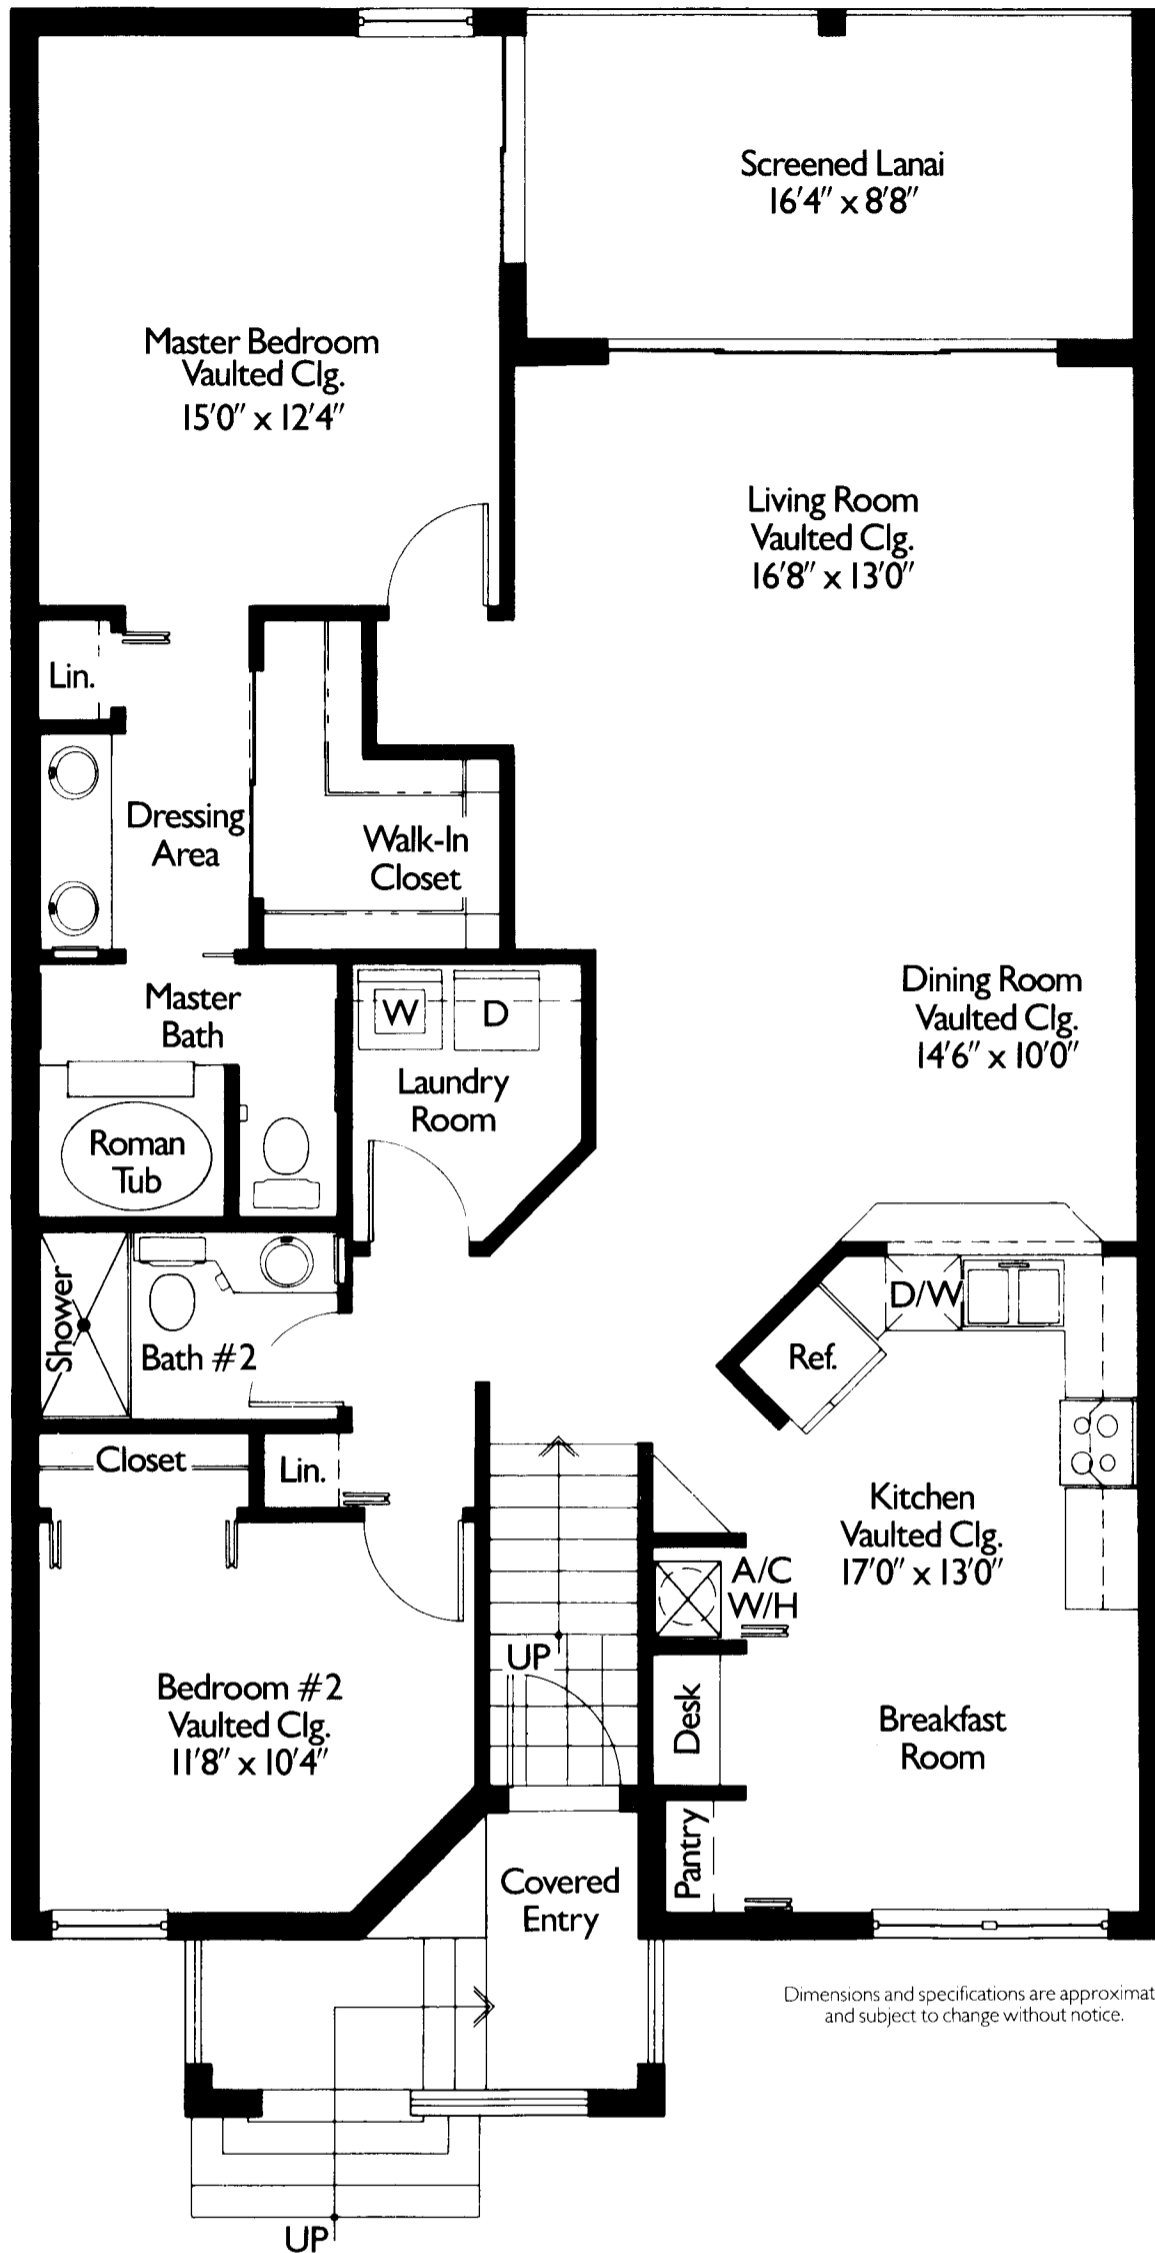 Screened Lanai
16'4" x 8'8"
Master Bedroom
Vaulted Clg.
15'0" x 12'4"
Living Room
Vaulted Clg.
16'8" x 13'0"
Lin.
Dressing
Area
Walk-In
Closet
Master
Bath
W
D
Laundry
Room
Dining Room
Vaulted Clg.
14'6" x 10'0"
Roman
Tub
Shower
Bath #2
D/W
Ref.
Closet
Lin.
Kitchen
Vaulted Clg.
17'0" x 13'0"
A/C
W/H
UP
Bedroom #2
Vaulted Clg.
11'8" x 10'4"
Desk
Breakfast
Room
Pantry
Covered
Entry
Dimensions and specifications are approximat
and subject to change without notice.
UP